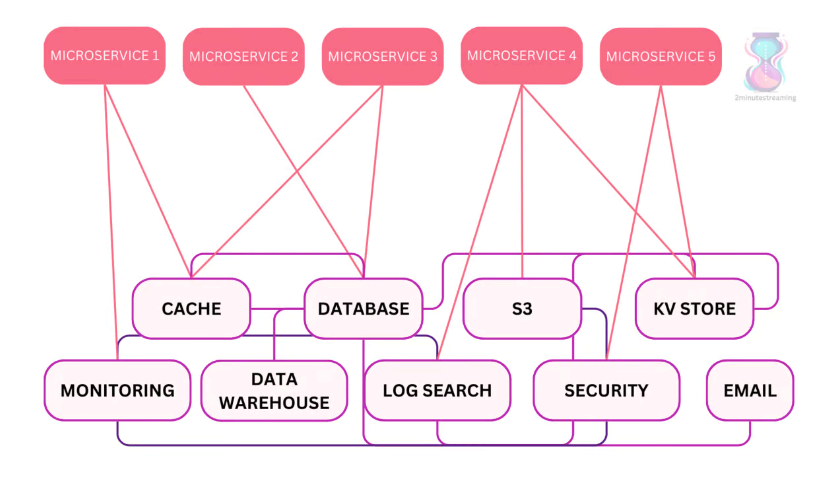 MICROSERVICE 1
MICROSERVICE 2
MICROSERVICE 3
MICROSERVICE 4
MICROSERVICE 5
2minutestreaming
CACHE
DATABASE
S3
KV STORE
MONITORING
DATA
WAREHOUSE
LOG SEARCH
SECURITY
EMAIL